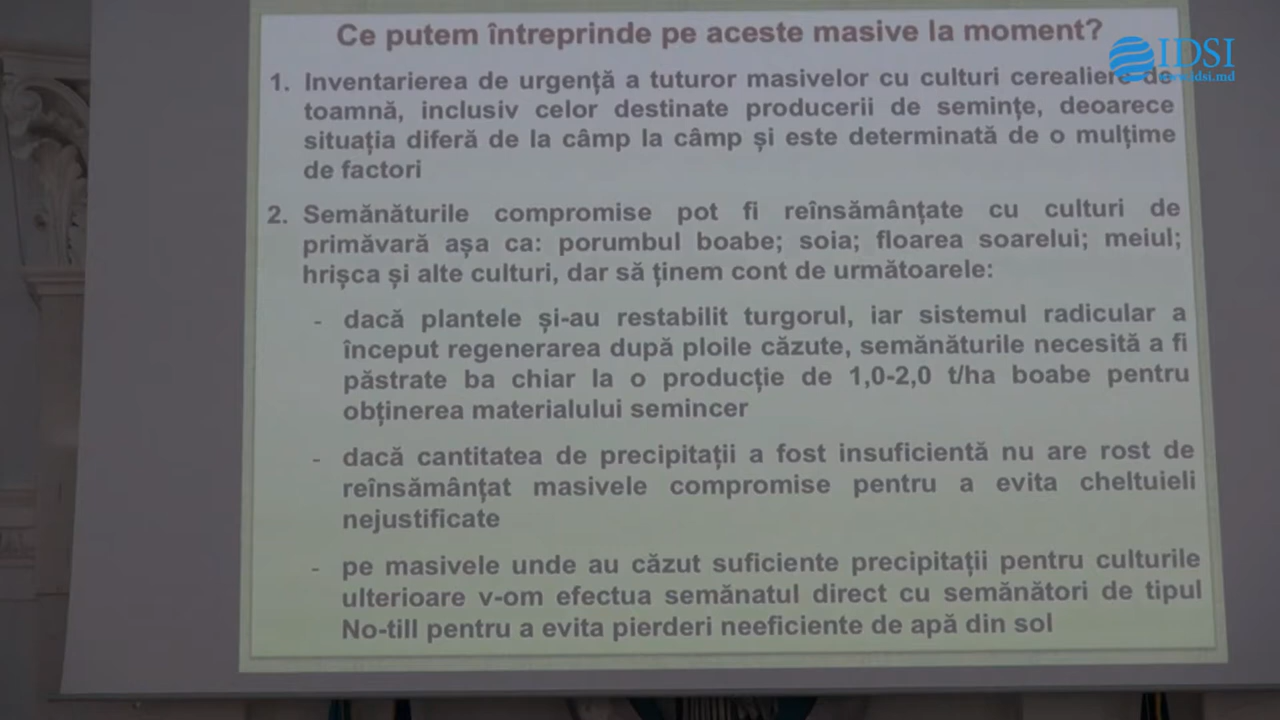 Ce putem întreprinde pe aceste masive la moment?
IDSI
www.idsi.md
1. Inventarierea de urgență a tuturor masivelor cu culturi cerealiere de
toamnă, inclusiv celor destinate producerii de semințe, deoarece
situația diferă de la câmp la câmp și este determinată de o mulțime
de factori
2. Semănăturile compromise pot fi reînsămânțate cu culturi de
primăvară așa ca: porumbul boabe; soia; floarea soarelui; meiul;
hrișca și alte culturi, dar să ținem cont de următoarele:
- dacă plantele și-au restabilit turgorul, iar sistemul radicular a
început regenerarea după ploile căzute, semănăturile necesită a fi
păstrate ba chiar la o producție de 1,0-2,0 t/ha boabe pentru
obținerea materialului semincer
- dacă cantitatea de precipitații a fost insuficientă nu are rost de
reînsămânțat masivele compromise pentru a evita cheltuieli
nejustificate
- pe masivele unde au căzut suficiente precipitații pentru culturile
ulterioare v-om efectua semănatul direct cu semănători de tipul
No-till pentru a evita pierderi neeficiente de apă din sol